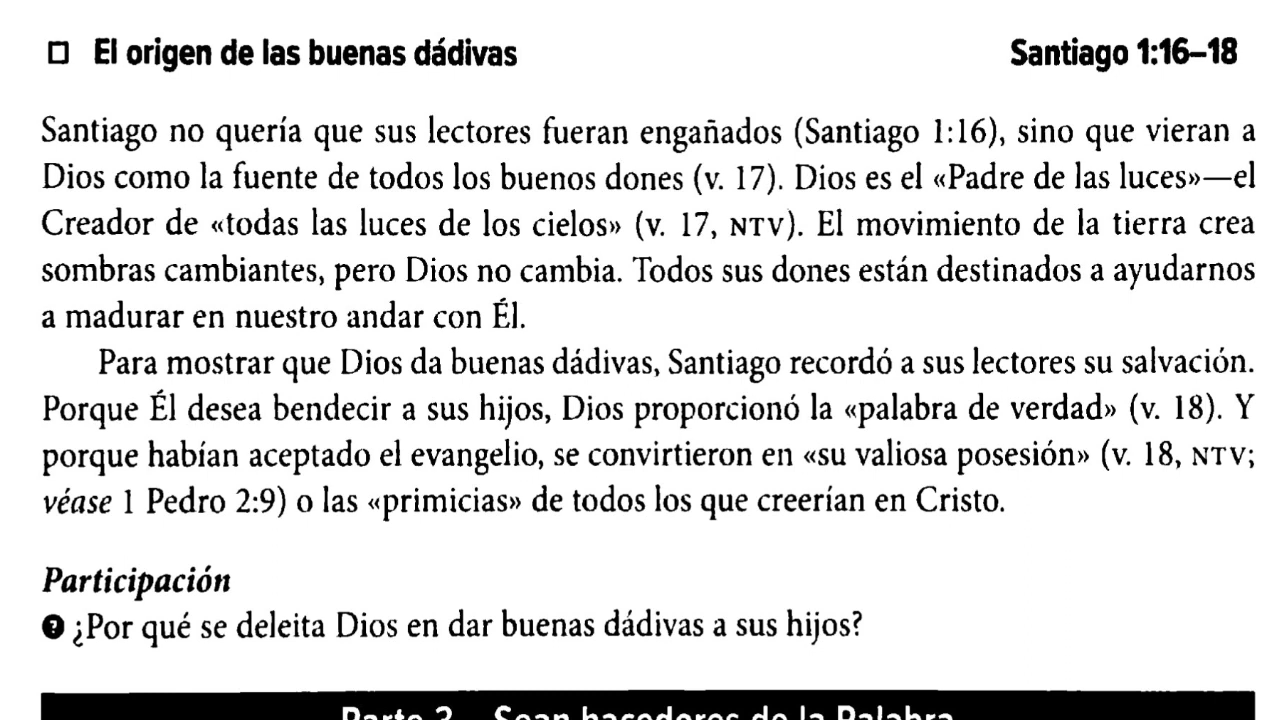 El origen de las buenas dádivas Santiago 1:16–18
Santiago no quería que sus lectores fueran engañados (Santiago 1:16), sino que vieran a
Dios como la fuente de todos los buenos dones (v. 17). Dios es el «Padre de las luces»—el
Creador de «todas las luces de los cielos» (v. 17, NTV). El movimiento de la tierra crea
sombras cambiantes, pero Dios no cambia. Todos sus dones están destinados a ayudarnos
a madurar en nuestro andar con Él.
Para mostrar que Dios da buenas dádivas, Santiago recordó a sus lectores su salvación.
Porque Él desea bendecir a sus hijos, Dios proporcionó la «palabra de verdad» (v. 18). Y
porque habían aceptado el evangelio, se convirtieron en «su valiosa posesión» (v. 18, NTV;
véase 1 Pedro 2:9) o las «primicias» de todos los que creerían en Cristo.
Participación
¿Por qué se deleita Dios en dar buenas dádivas a sus hijos?
Sean hacedores de la Palabra